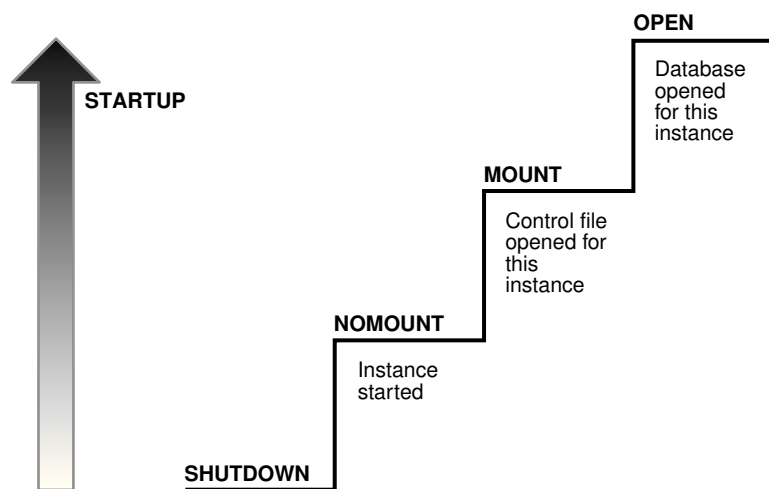 OPEN
Database
opened
for this
instance
STARTUP
MOUNT
Control file
opened for
this
instance
NOMOUNT
Instance
started
SHUTDOWN